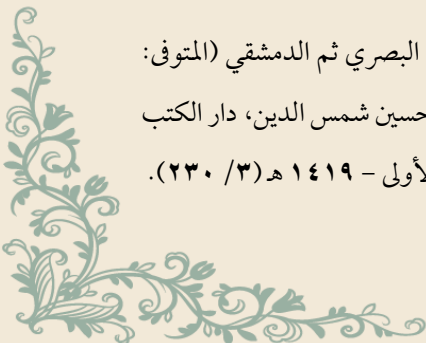 البصري ثم الدمشقي (المتوفى:
حسين شمس الدين، دار الكتب
لأولى – ١٤١٩ هـ (٣/ ٢٣٠).